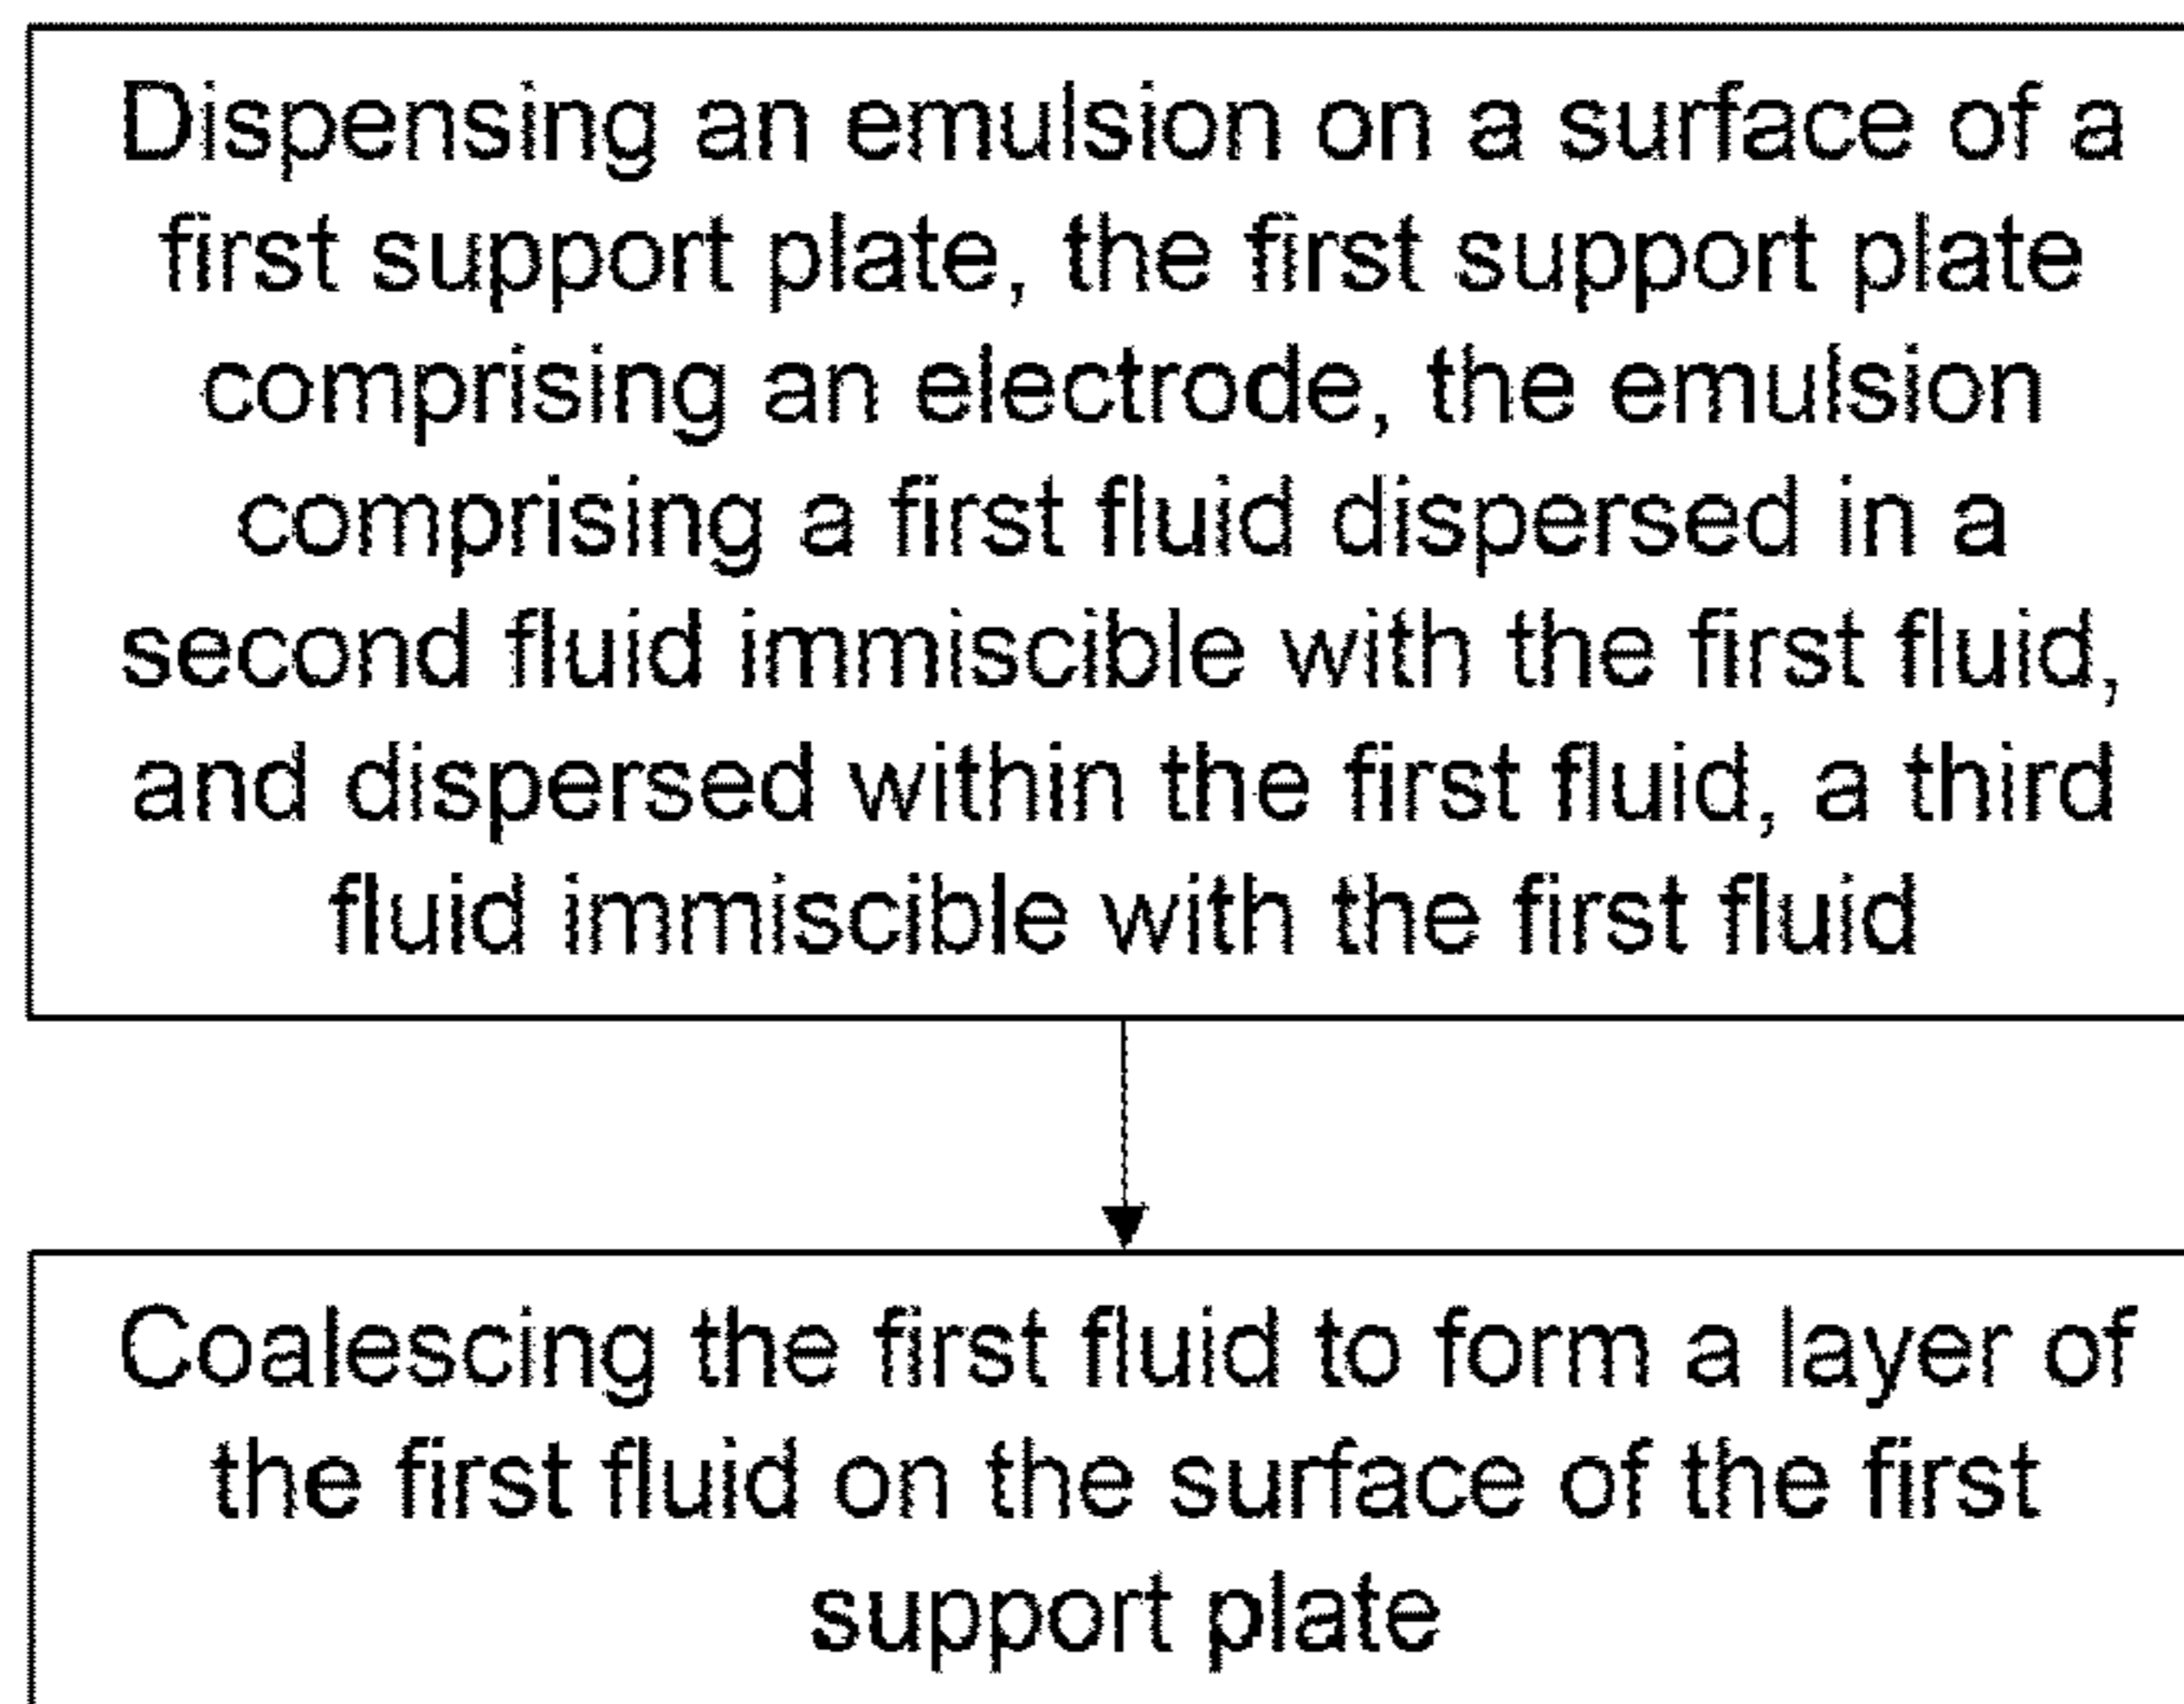 Dispensing an emulsion on a surface of a
first support plate, the first support plate
comprising an electrode, the emulsion
comprising a first fluid dispersed in a
second fluid immiscible with the first fluid,
and dispersed within the first fluid, a third
fluid immiscible with the first fluid
Coalescing the first fluid to form a layer of
the first fluid on the surface of the first
support plate